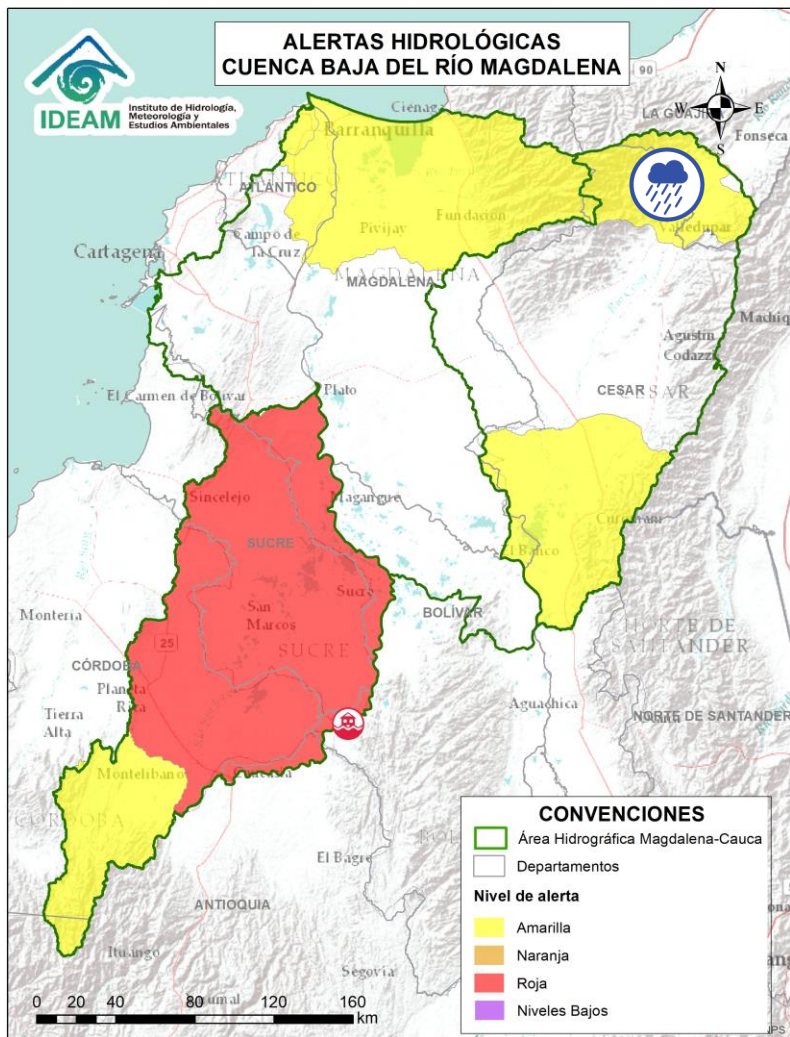 ALERTAS HIDROLÓGICAS
CUENCA BAJA DEL RÍO MAGDALENA
IDEAM
Instituto de Hidrología,
Meteorología y
Estudios Ambientales
N
W
E
S
90
LA GUAJIRA
Fonseca
Ciénaga
Barranquilla
ATLÁNTICO
Valledupar
Pivijay
Fundación
Cartagena
Campo de
la Cruz
MAGDALENA
MAGDALENA
Agustín
Codazzi
CESAR
CESAR
El Carmen de Bolívar
Plato
Sincelejo
Magangué
SUCRE
El Banco
Sucre
BOLÍVAR
San
Marcos
Montería
SUCRE
25
CÓRDOBA
NORTE DE
SANTANDER
Planeta
Rica
Aguachica
Tierra
Alta
NORTE DE SANTANDER
Montelíbano
CÓRDOBA
El Bagre
ANTIOQUIA
Ituango
Segovia
0 20 40 80 120 160
km
CONVENCIONES
Área Hidrográfica Magdalena-Cauca
Departamentos
Nivel de alerta
Amarilla
Naranja
Roja
Niveles Bajos